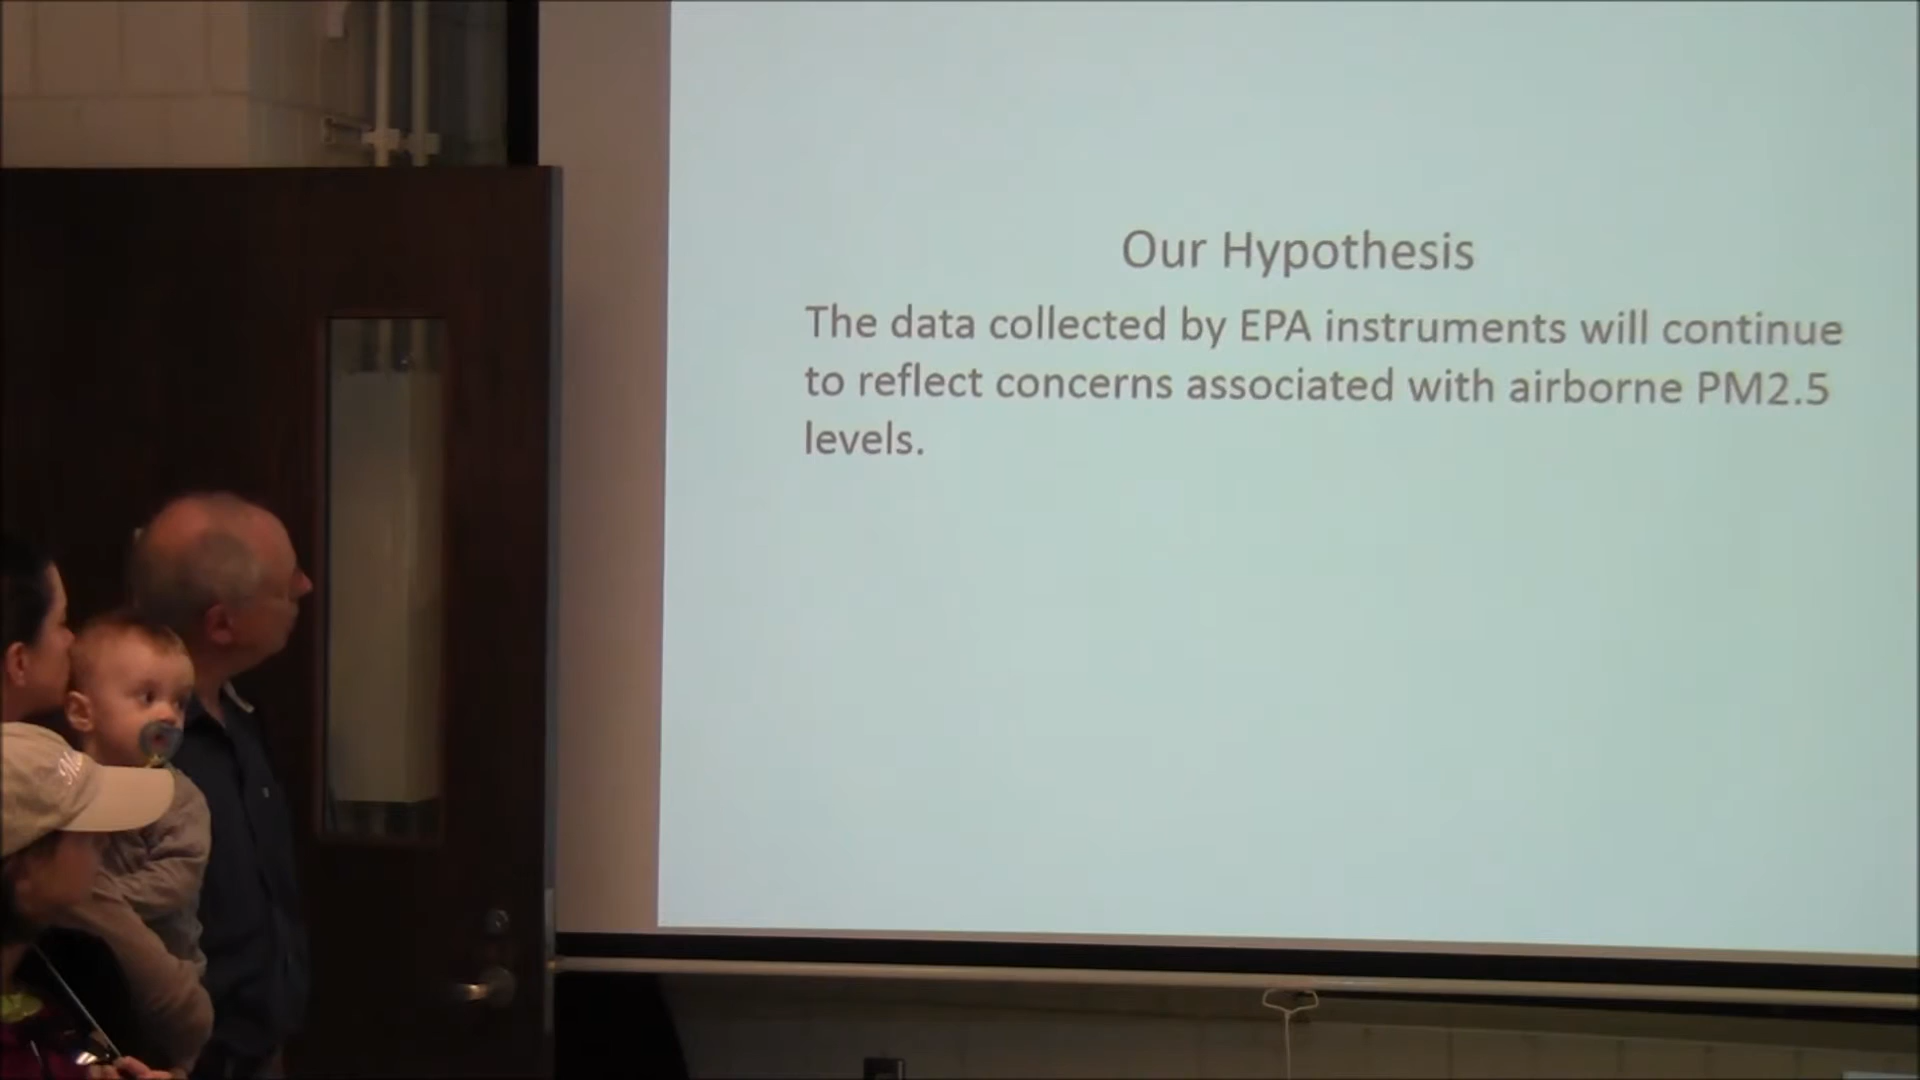 Our Hypothesis
The data collected by EPA instruments will continue
to reflect concerns associated with airborne PM2.5
levels.